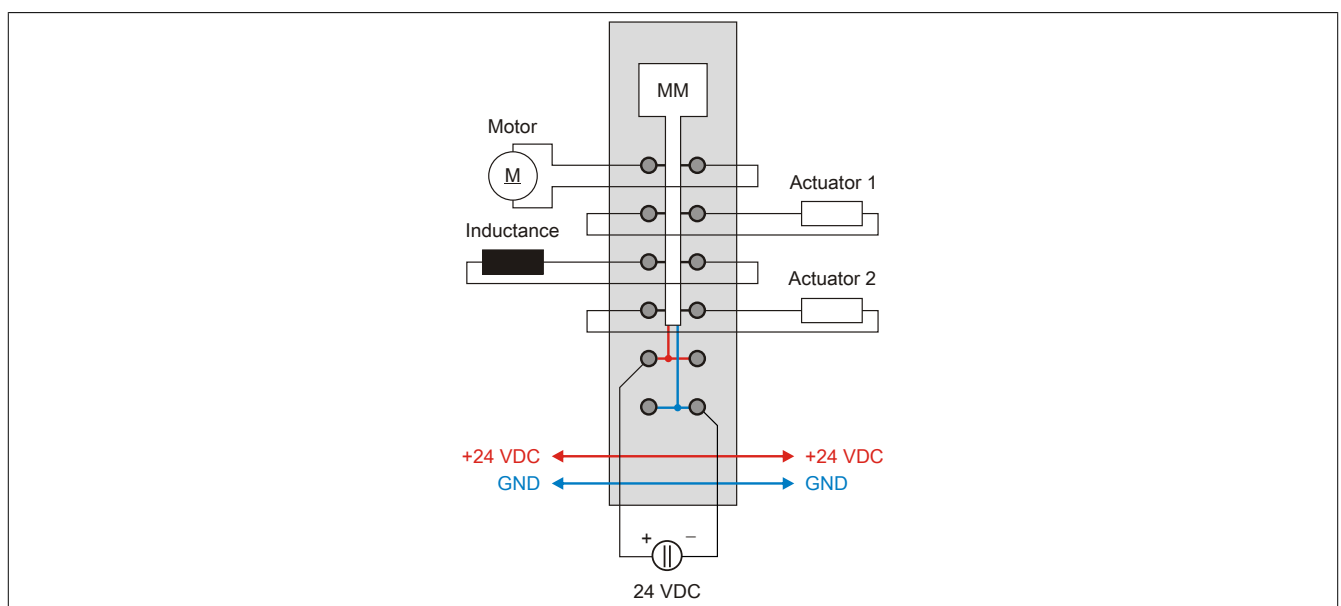 MM
Motor
M
Actuator 1
Inductance
Actuator 2
+24 VDC
+24 VDC
GND
GND
+ −
24 VDC